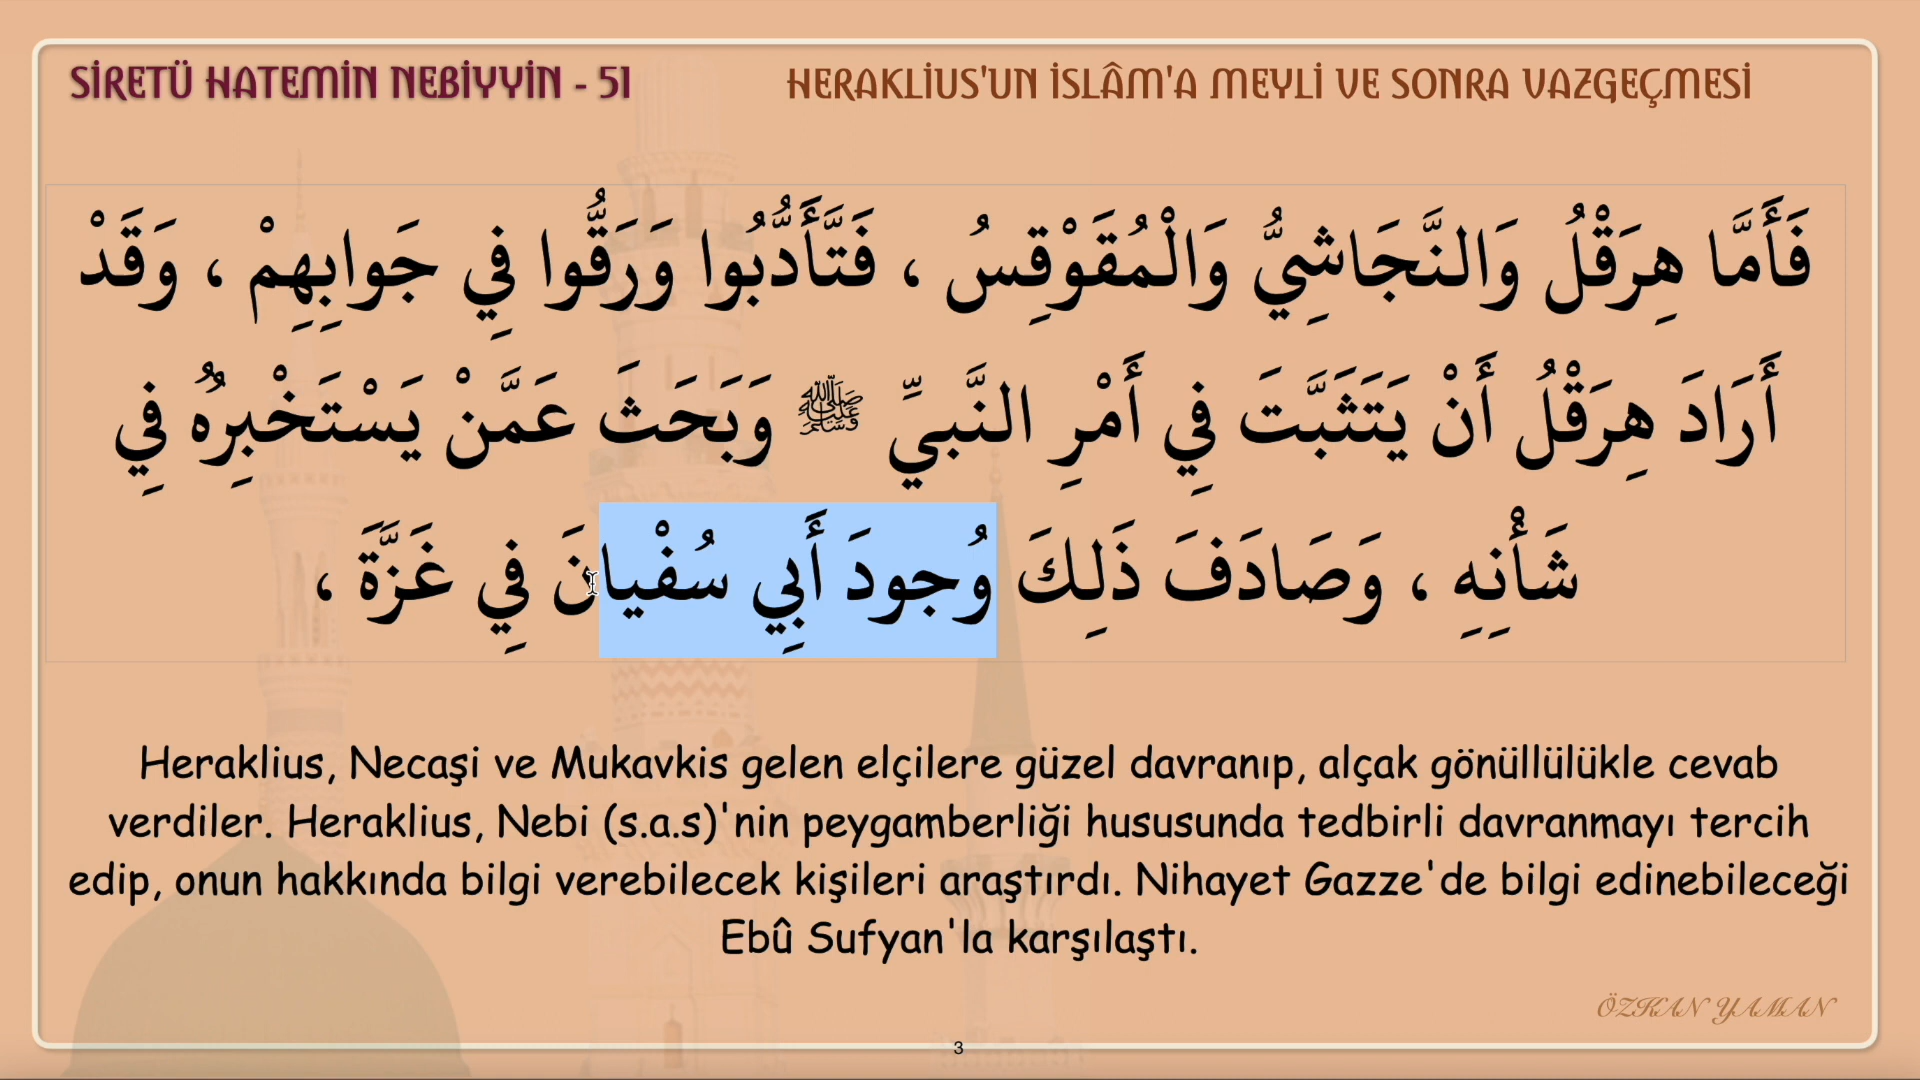 SİRETÜ HATEMİN NEBİYYİN - 51
HERAKLİUS'UN İSLÂM'A MEYLİ VE SONRA VAZGEÇMESİ
فَأَمَّا هِرَقْلُ وَالنَّجَاشِيُّ وَالْمُقَوْقِسُ ، فَتَّأَدَّبُوا وَرَقُّوا فِي جَوابِهِمْ ، وَقَدْ
أَرَادَ هِرَقْلُ أَنْ يَتَثَبَّتَ فِي أَمْرِ النَّبيِّ ﷺ وَبَحَثَ عَمَّنْ يَسْتَخْبِرُهُ فِي
شَأْنِهِ ، وَصَادَفَ ذَلِكَ وُجودَ أَبِي سُفْيانَ فِي غَزَّةَ ،
Heraklius, Necaşi ve Mukavkis gelen elçilere güzel davranıp, alçak gönüllülükle cevab
verdiler. Heraklius, Nebi (s.a.s)'nin peygamberliği hususunda tedbirli davranmayı tercih
edip, onun hakkında bilgi verebilecek kişileri araştırdı. Nihayet Gazze'de bilgi edinebileceği
Ebû Sufyan'la karşılaştı.
ÖZKAN YAMAN
3